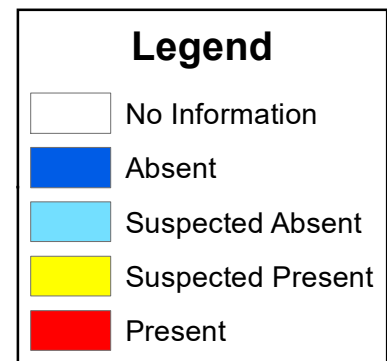 Legend
No Information
Absent
Suspected Absent
Suspected Present
Present